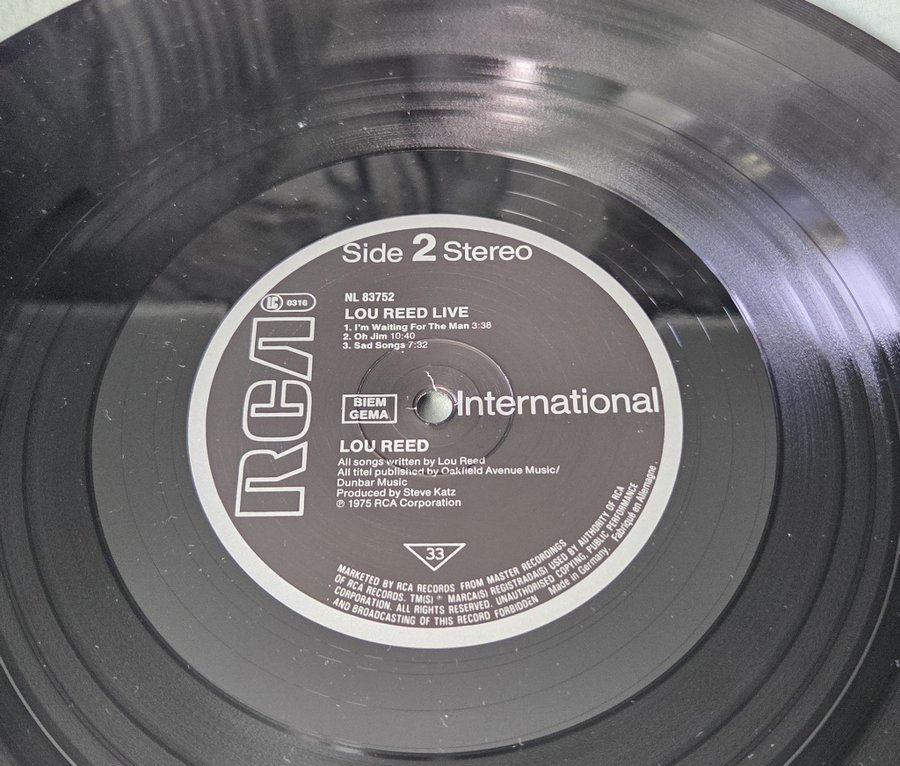 Side 2 Stereo
LC 0316
NL 83752
LOU REED LIVE
1. I'm Waiting For The Man 3:38
2. Oh Jim 10:40
3. Sad Songs 7:32
RCA
BIEM
GEMA
International
LOU REED
All songs written by Lou Reed
All titel published by Oakfield Avenue Music/
Dunbar Music
Produced by Steve Katz
℗ 1975 RCA Corporation
33
MARKETED BY RCA RECORDS FROM MASTER RECORDINGS
OF RCA RECORDS. TM(S) ® MARCA(S) REGISTRADA(S) USED BY AUTHORITY OF RCA
CORPORATION. ALL RIGHTS RESERVED. UNAUTHORISED COPYING, PUBLIC PERFORMANCE
AND BROADCASTING OF THIS RECORD FORBIDDEN Made in Germany. Fabriqué en Allemagne.